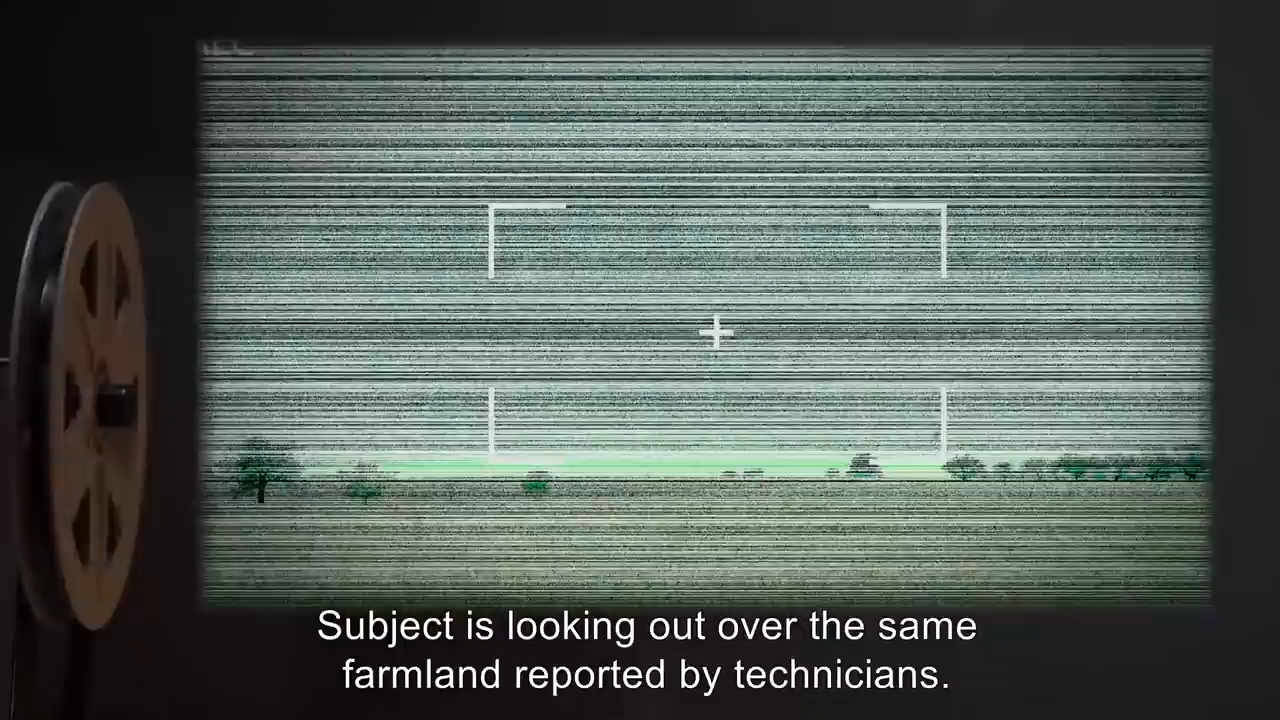 Subject is looking out over the same
farmland reported by technicians.